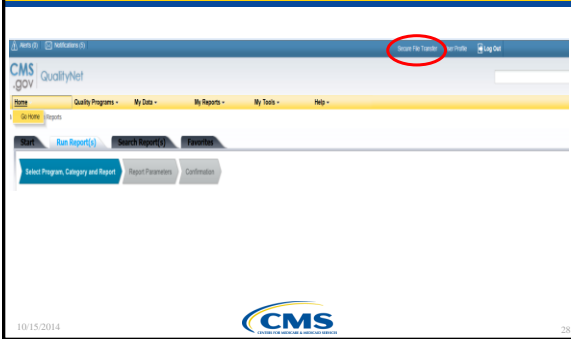 Alerts (0) Notifications (0) Secure File Transfer User Profile Log Out
CMS .gov QualityNet
Home Quality Programs My Data My Reports My Tools Help
Go Home Reports
Start Run Report(s) Search Report(s) Favorites
Select Program, Category and Report Report Parameters Confirmation
CMS
CENTERS FOR MEDICARE & MEDICAID SERVICES
10/15/2014 28